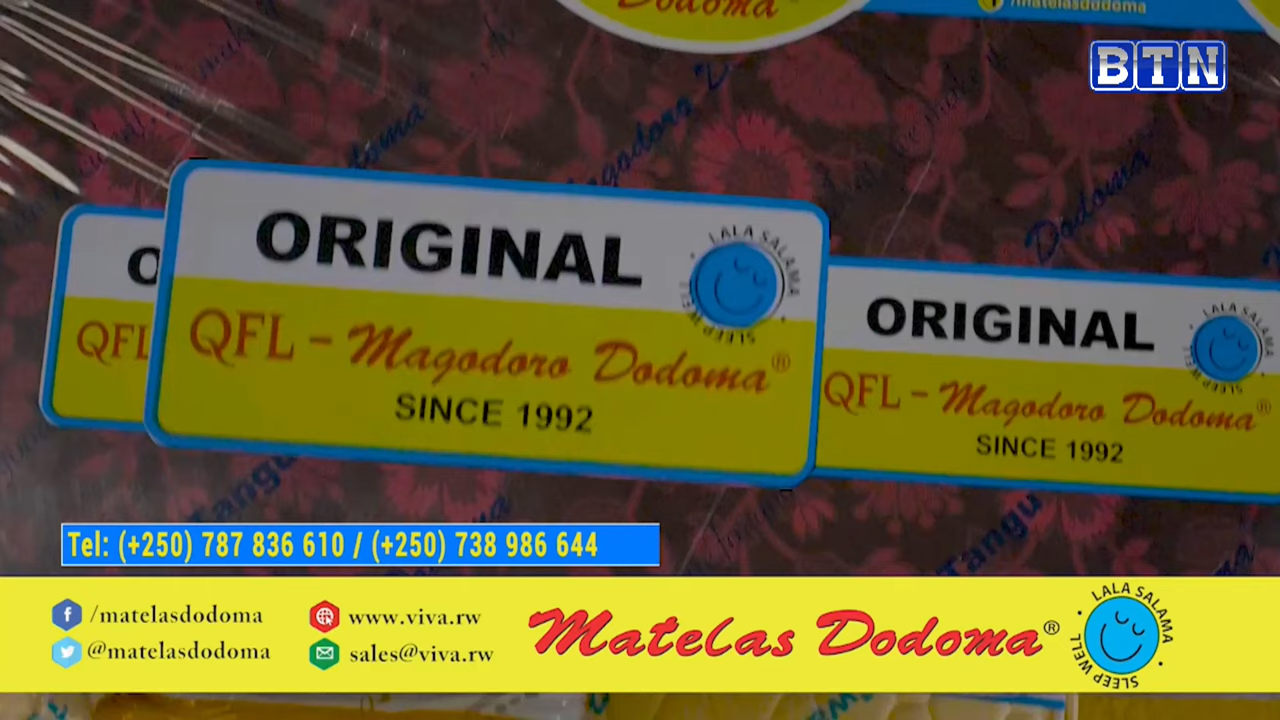 Dodoma
/matelasdodoma
BTN
ORIGINAL
LALA SALAMA
SLEEP WELL
QFL - Magodoro Dodoma®
SINCE 1992
ORIGINAL
LALA SALAMA
SLEEP WELL
QFL - Magodoro Dodoma®
SINCE 1992
QFL
Dodoma
Tangu
Tel: (+250) 787 836 610 / (+250) 738 986 644
/matelasdodoma
www.viva.rw
@matelasdodoma
sales@viva.rw
Matelas Dodoma®
LALA SALAMA
SLEEP WELL